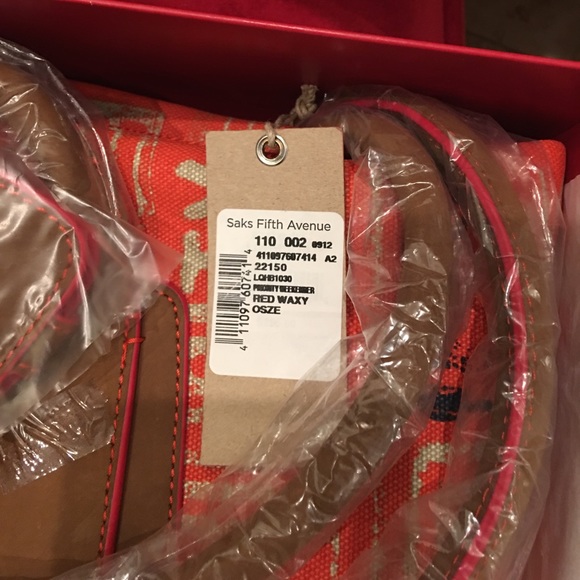 Saks Fifth Avenue
110 002 0912
411097607414 A2
22150
LQHB1030
PRIORITY WEEKENDER
RED WAXY
OSZE
4 11097 60741 4